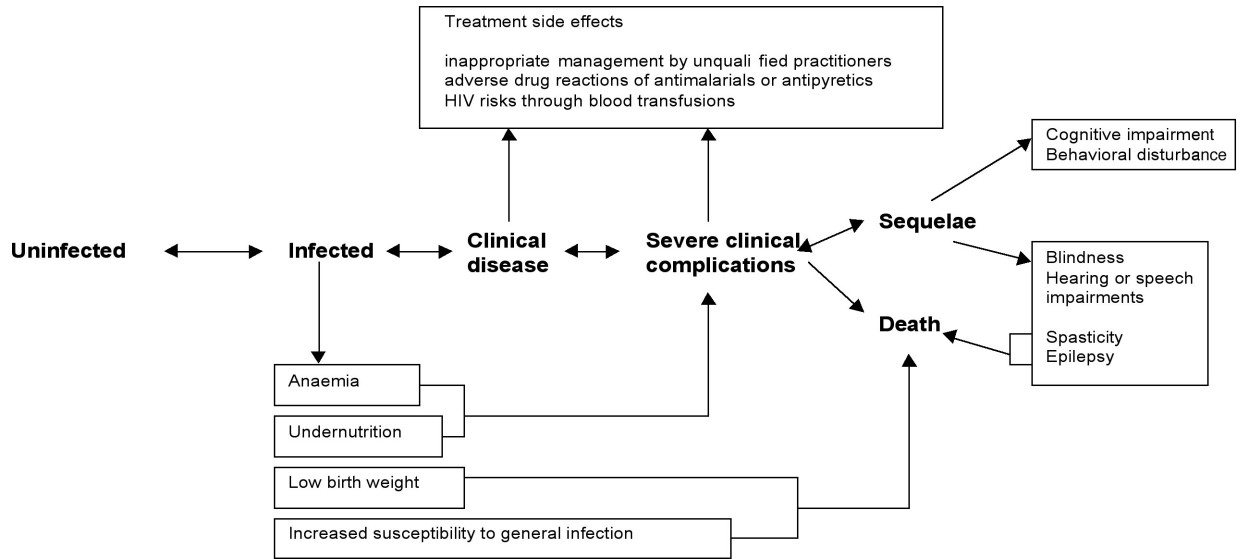 Treatment side effects
inappropriate management by unquali fied practitioners
adverse drug reactions of antimalarials or antipyretics
HIV risks through blood transfusions
Cognitive impairment
Behavioral disturbance
Uninfected
Infected
Clinical
disease
Severe clinical
complications
Sequelae
Death
Blindness
Hearing or speech
impairments
Spasticity
Epilepsy
Anaemia
Undernutrition
Low birth weight
Increased susceptibility to general infection